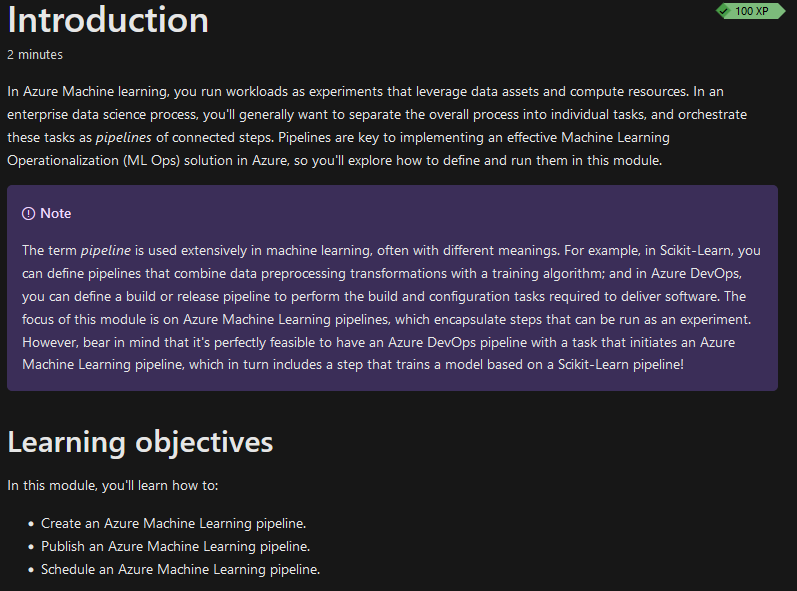 Introduction
100 XP
2 minutes
In Azure Machine learning, you run workloads as experiments that leverage data assets and compute resources. In an
enterprise data science process, you'll generally want to separate the overall process into individual tasks, and orchestrate
these tasks as pipelines of connected steps. Pipelines are key to implementing an effective Machine Learning
Operationalization (ML Ops) solution in Azure, so you'll explore how to define and run them in this module.
Note
The term pipeline is used extensively in machine learning, often with different meanings. For example, in Scikit-Learn, you
can define pipelines that combine data preprocessing transformations with a training algorithm; and in Azure DevOps,
you can define a build or release pipeline to perform the build and configuration tasks required to deliver software. The
focus of this module is on Azure Machine Learning pipelines, which encapsulate steps that can be run as an experiment.
However, bear in mind that it's perfectly feasible to have an Azure DevOps pipeline with a task that initiates an Azure
Machine Learning pipeline, which in turn includes a step that trains a model based on a Scikit-Learn pipeline!
Learning objectives
In this module, you'll learn how to:
• Create an Azure Machine Learning pipeline.
• Publish an Azure Machine Learning pipeline.
• Schedule an Azure Machine Learning pipeline.